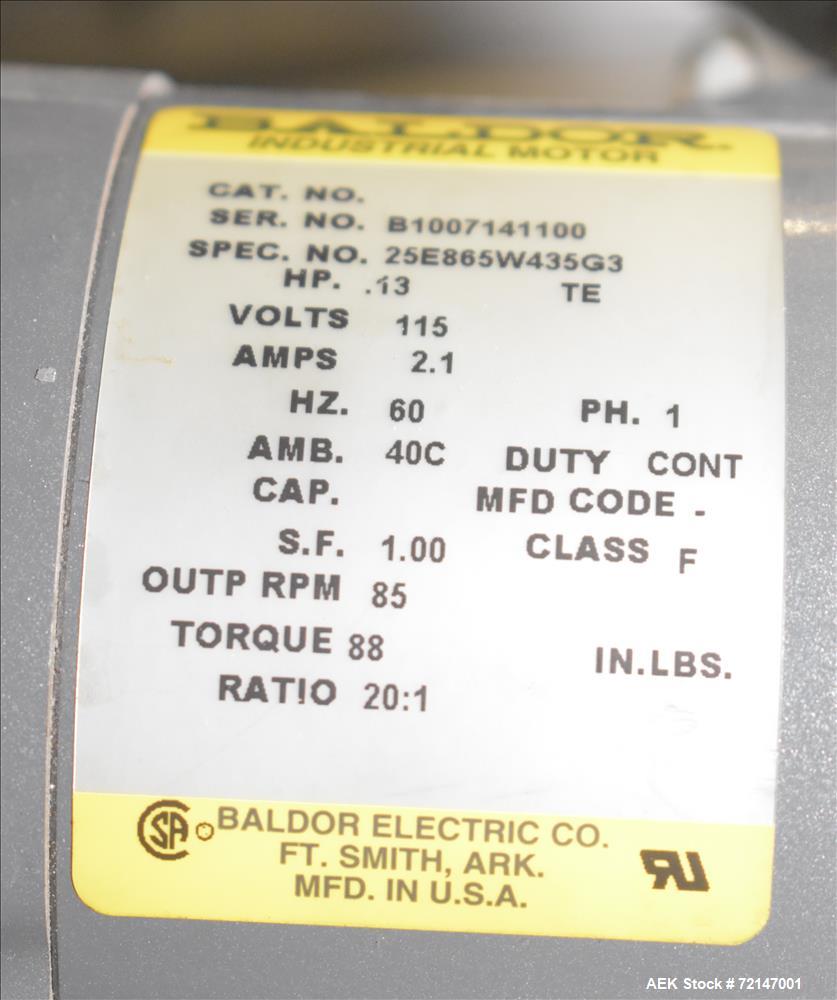 BALDOR.
INDUSTRIAL MOTOR
CAT. NO.
SER. NO. B1007141100
SPEC. NO. 25E865W435G3
HP. .13 TE
VOLTS 115
AMPS 2.1
HZ. 60 PH. 1
AMB. 40C DUTY CONT
CAP. MFD CODE -
S.F. 1.00 CLASS F
OUTP RPM 85
TORQUE 88 IN.LBS.
RATIO 20:1
SA BALDOR ELECTRIC CO.
FT. SMITH, ARK.
MFD. IN U.S.A.
AEK Stock # 72147001